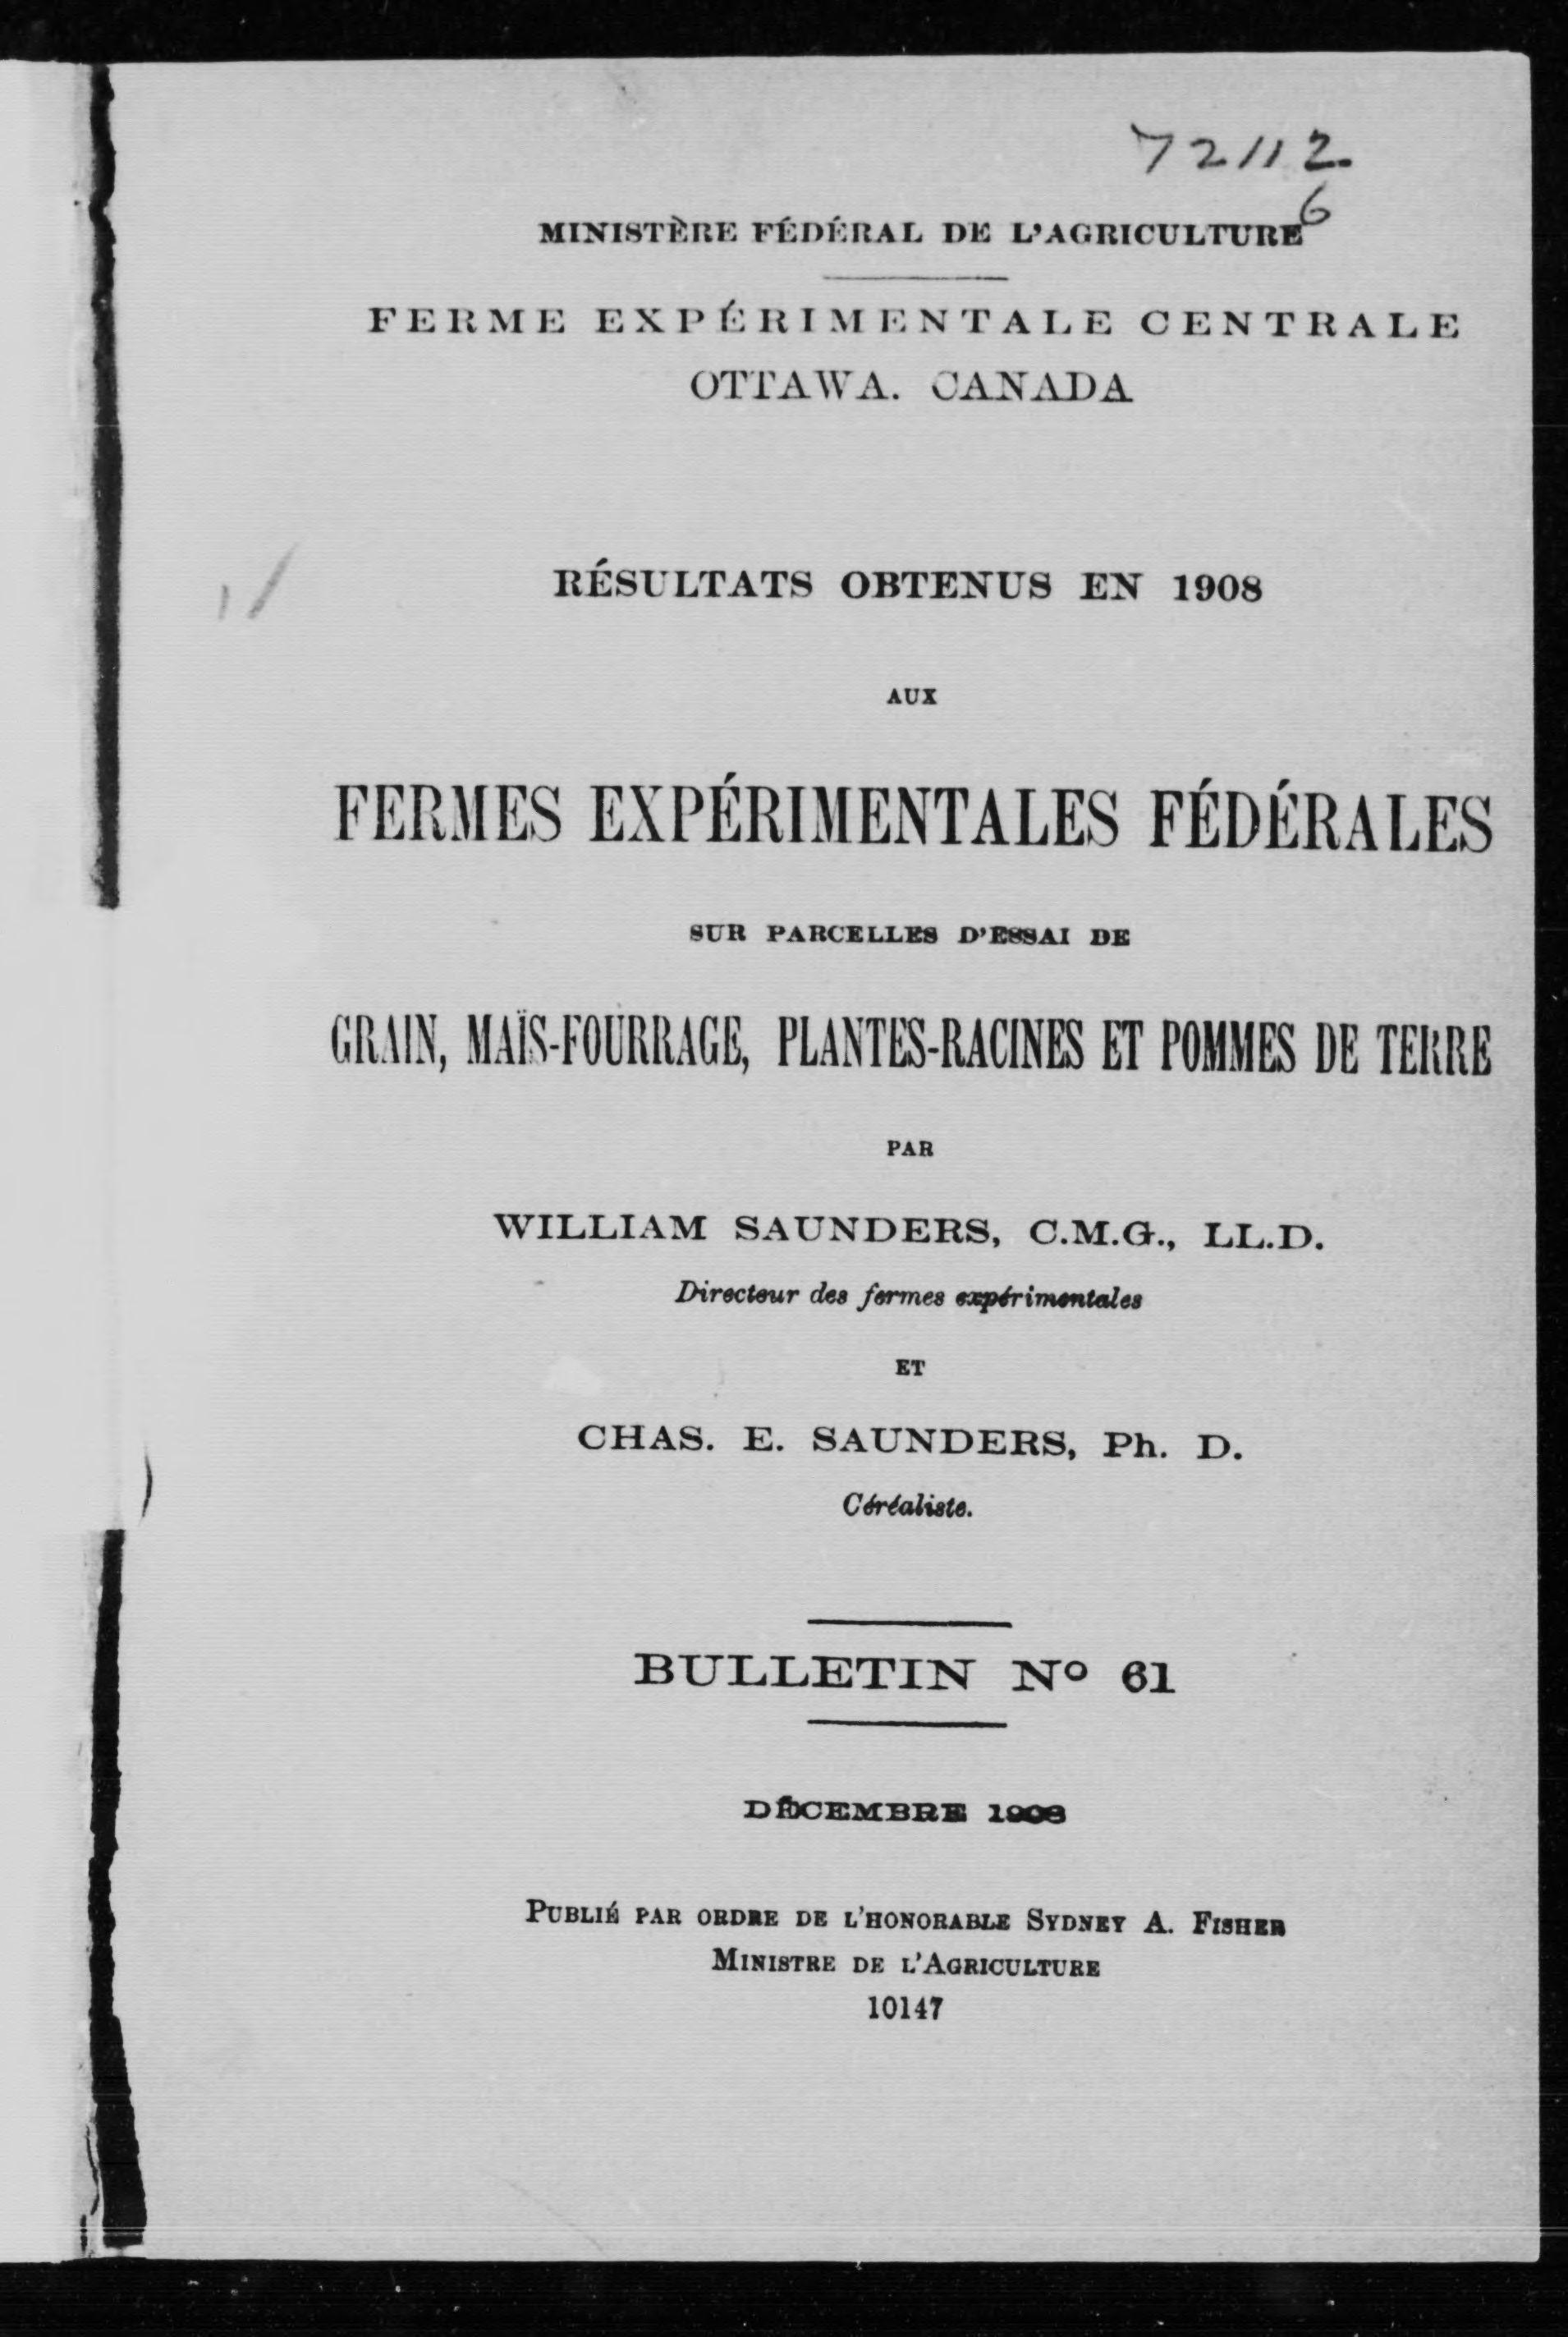 72112
6
MINISTÈRE FÉDÉRAL DE L'AGRICULTURE
FERME EXPÉRIMENTALE CENTRALE
OTTAWA. CANADA
RÉSULTATS OBTENUS EN 1908
AUX
FERMES EXPÉRIMENTALES FÉDÉRALES
SUR PARCELLES D'ESSAI DE
GRAIN, MAÏS-FOURRAGE, PLANTES-RACINES ET POMMES DE TERRE
PAR
WILLIAM SAUNDERS, C.M.G., LL.D.
Directeur des fermes expérimentales
ET
CHAS. E. SAUNDERS, Ph. D.
Céréaliste.
BULLETIN No 61
DÉCEMBRE 1908
PUBLIÉ PAR ORDRE DE L'HONORABLE SYDNEY A. FISHER
MINISTRE DE L'AGRICULTURE
10147